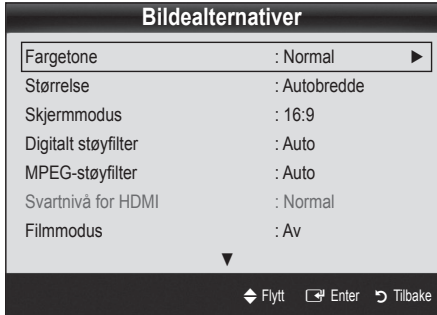 Bildealternativer
Fargetone : Normal ►
Størrelse : Autobredde
Skjermmodus : 16:9
Digitalt støyfilter : Auto
MPEG-støyfilter : Auto
Svartnivå for HDMI : Normal
Filmmodus : Av
▼
Flytt Enter Tilbake